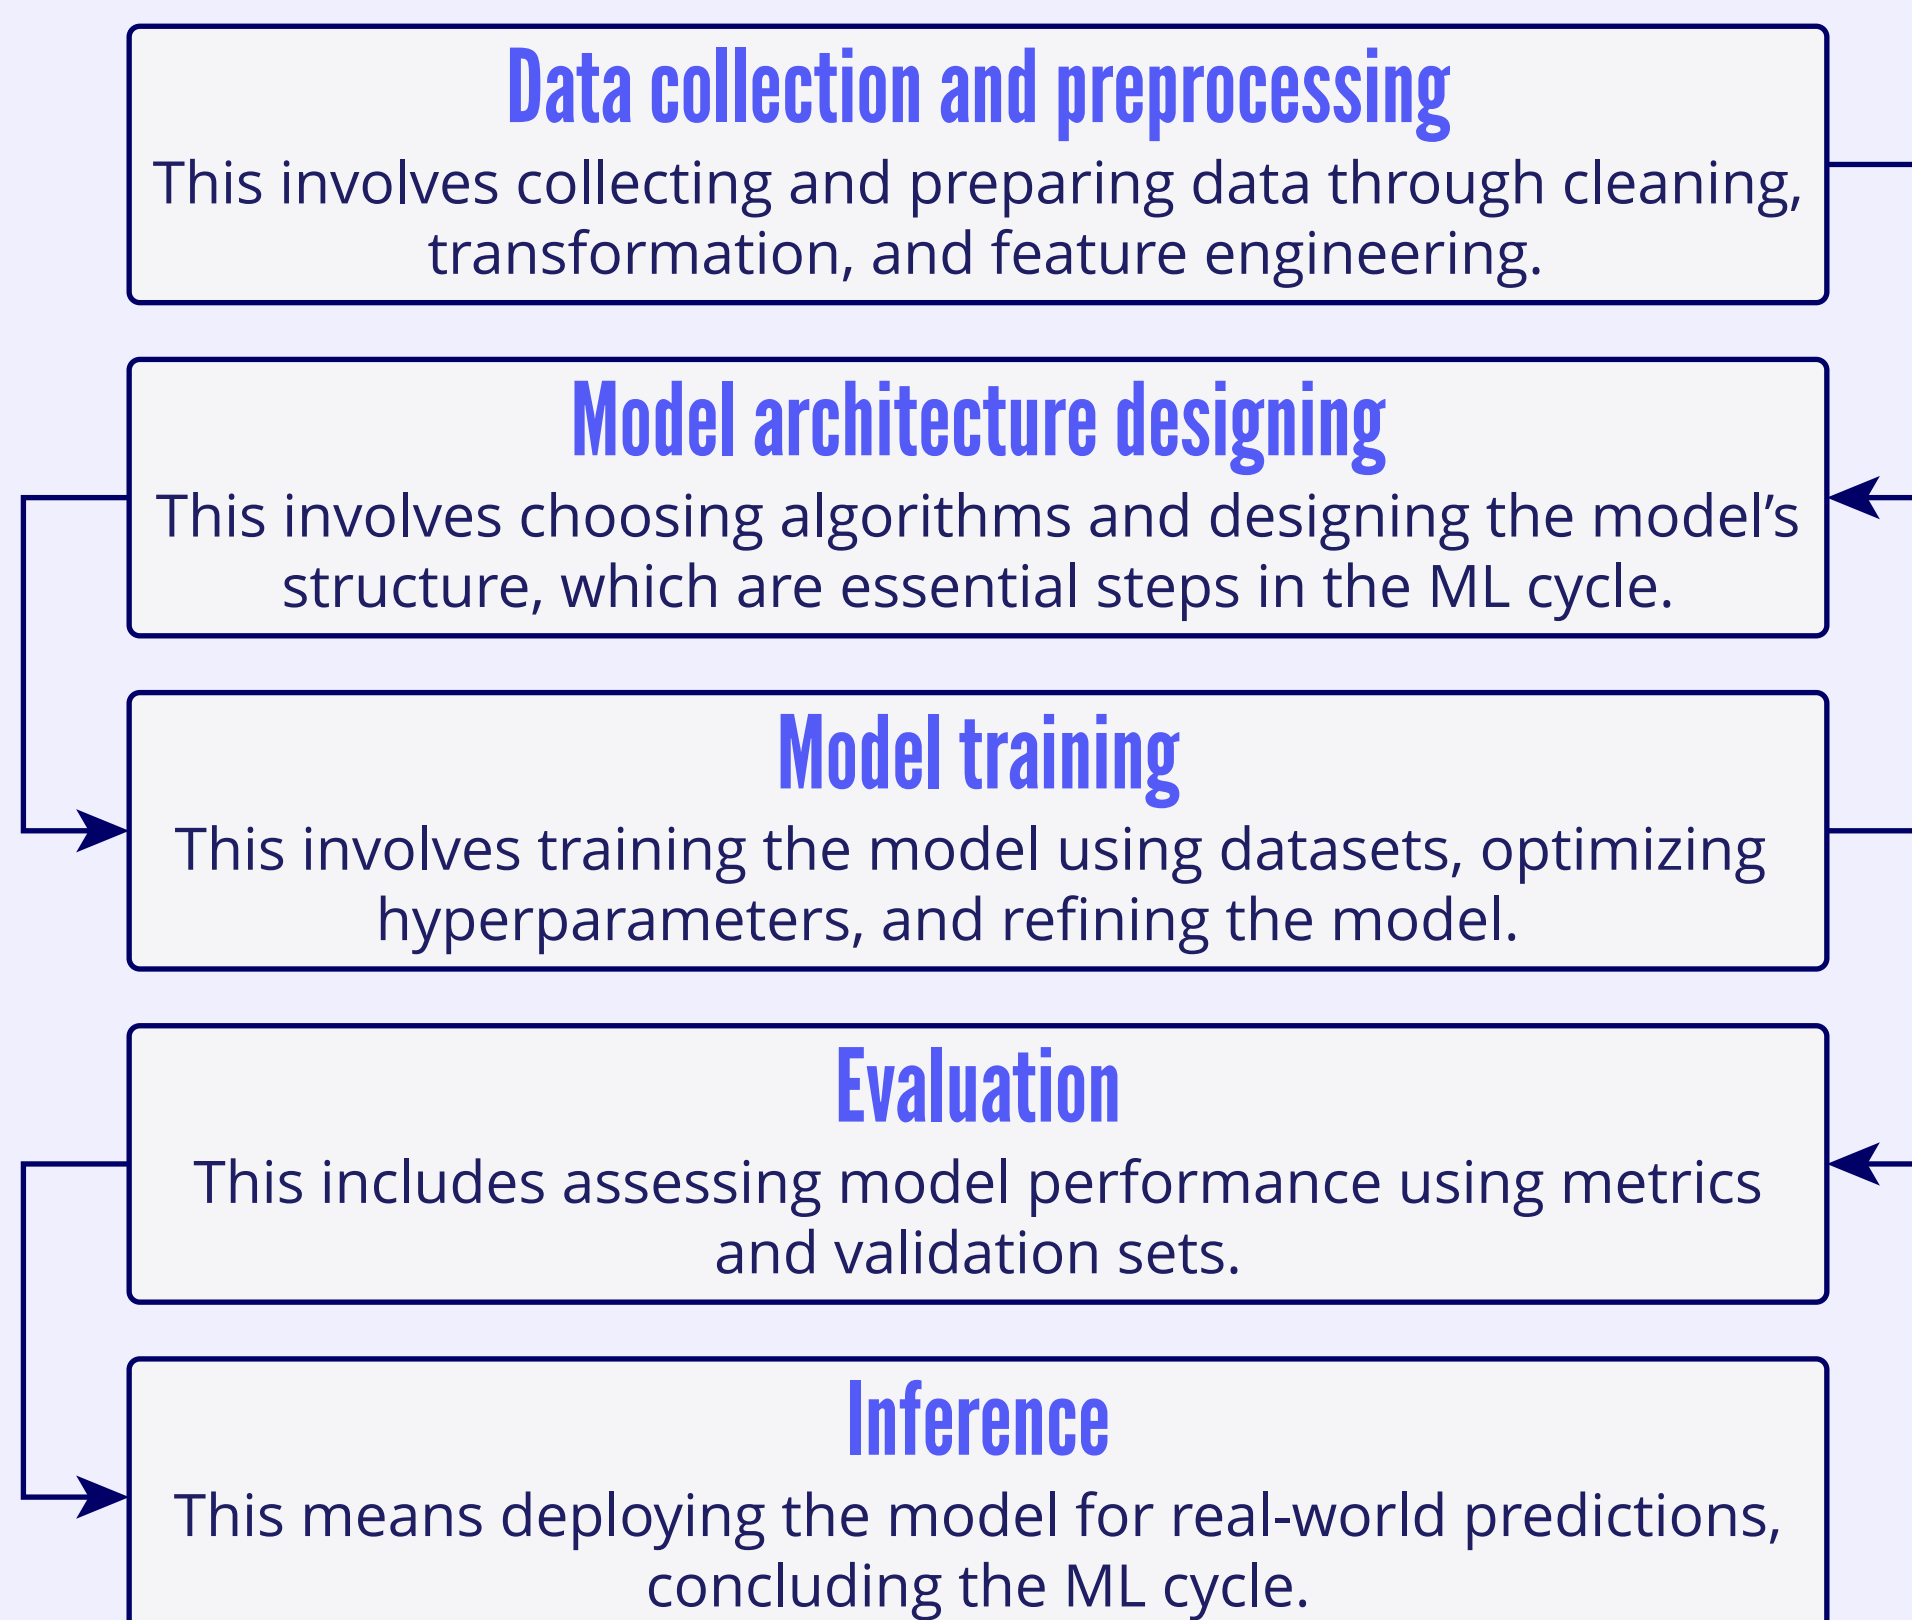 Data collection and preprocessing
This involves collecting and preparing data through cleaning,
transformation, and feature engineering.
Model architecture designing
This involves choosing algorithms and designing the model’s
structure, which are essential steps in the ML cycle.
Model training
This involves training the model using datasets, optimizing
hyperparameters, and refining the model.
Evaluation
This includes assessing model performance using metrics
and validation sets.
Inference
This means deploying the model for real-world predictions,
concluding the ML cycle.